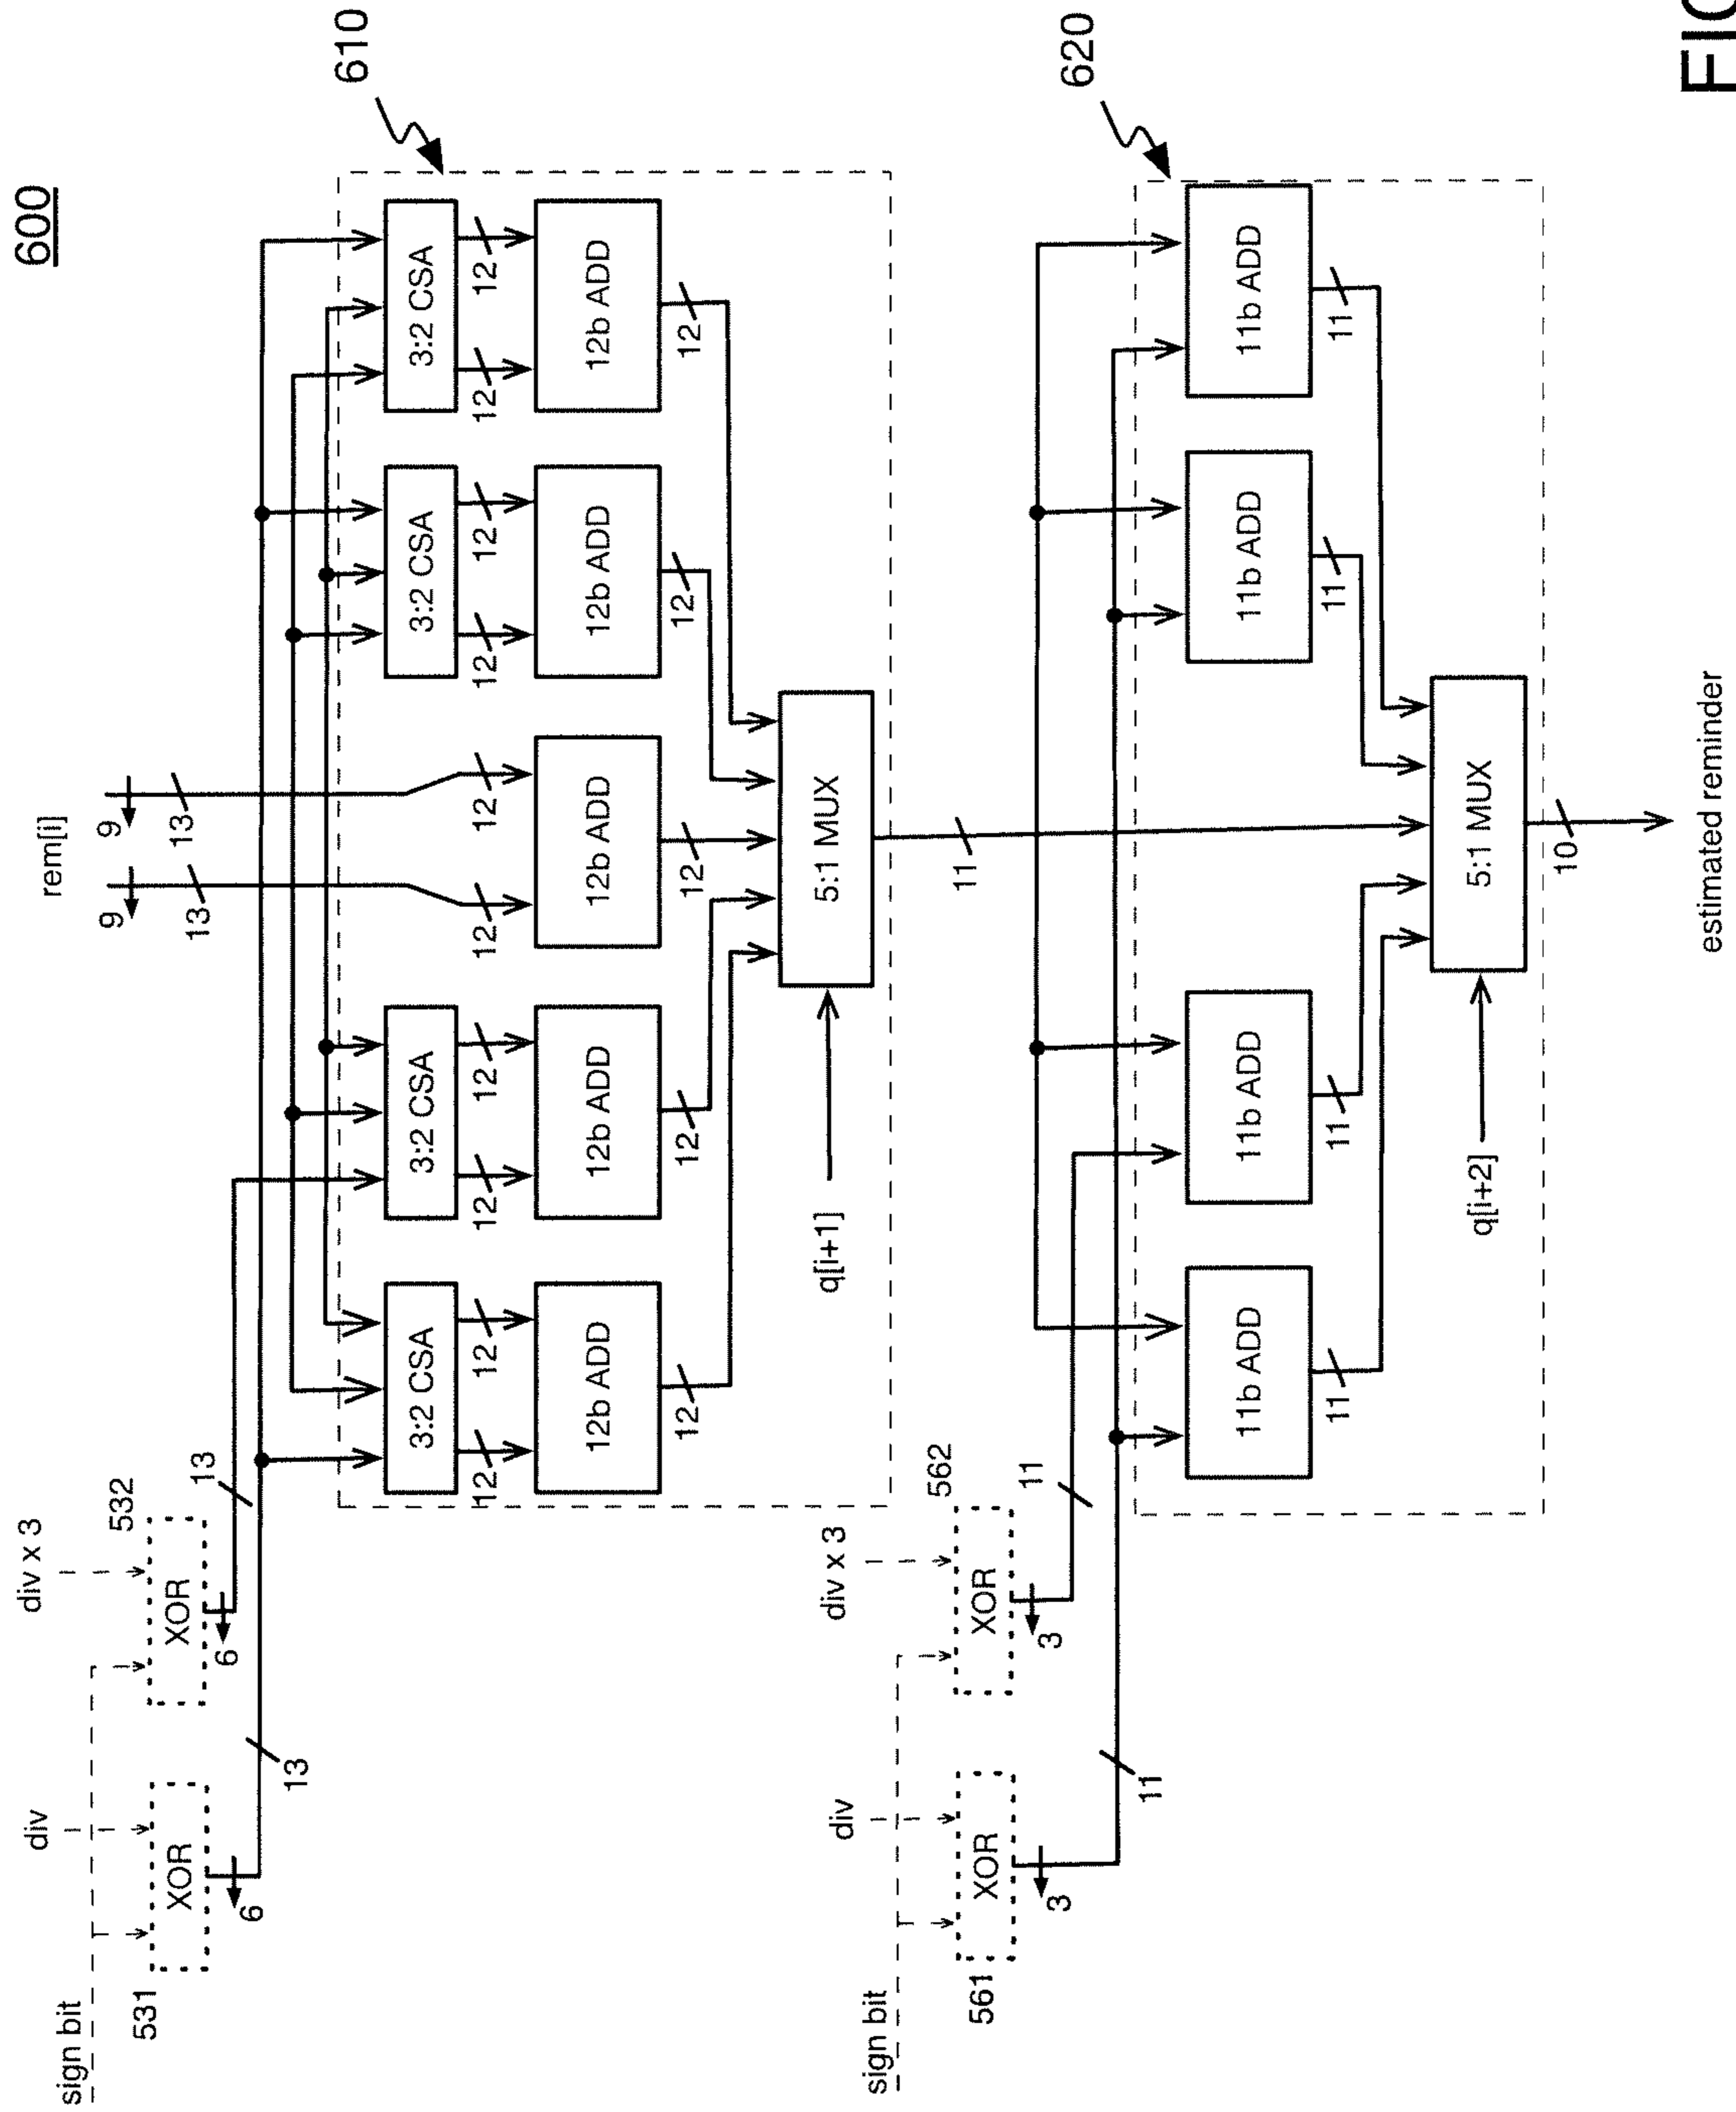 600
rem[i]
9
9
13
13
div
div x 3
sign bit
531
XOR
XOR
532
6
6
13
13
610
3:2 CSA
3:2 CSA
3:2 CSA
3:2 CSA
12
12
12
12
12
12
12
12
12
12
12b ADD
12b ADD
12b ADD
12b ADD
12b ADD
12
12
12
12
12
q[i+1]
5:1 MUX
11
div
div x 3
sign bit
561
XOR
XOR
562
3
3
11
11
620
11b ADD
11b ADD
11b ADD
11b ADD
11
11
11
11
q[i+2]
5:1 MUX
10
estimated reminder